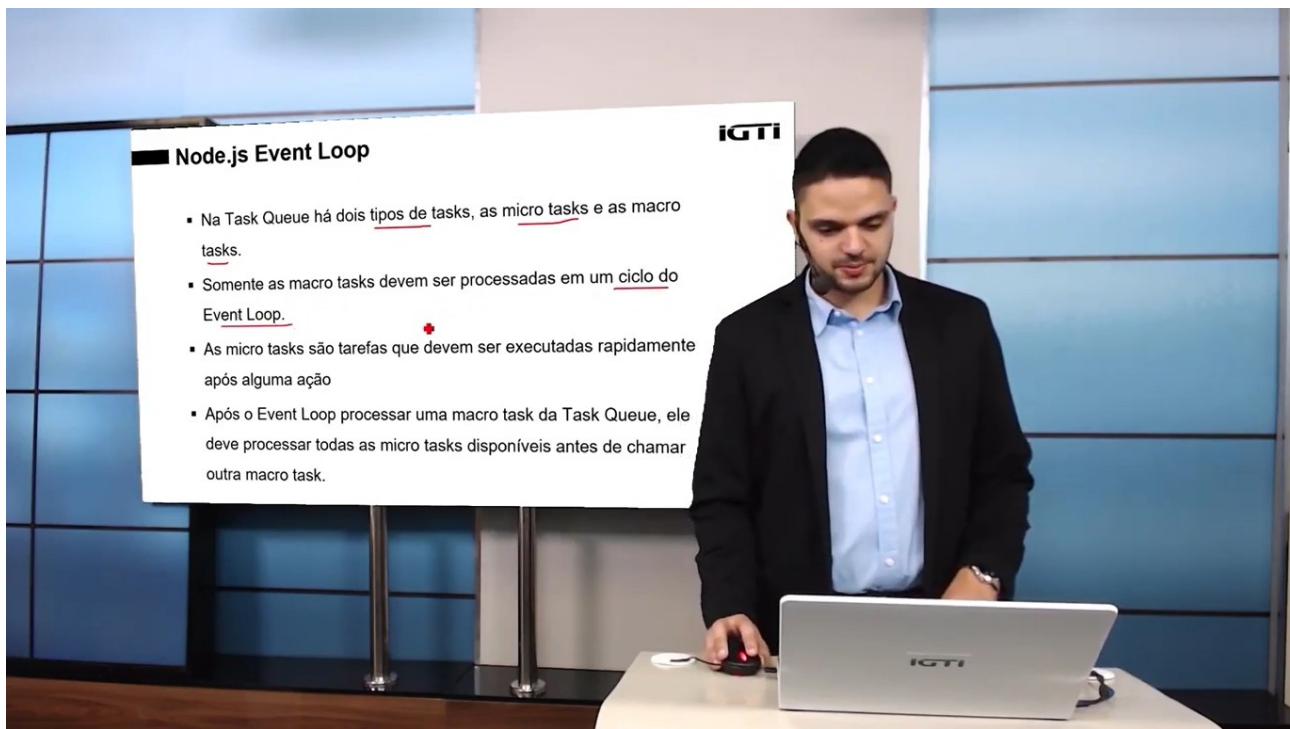 Node.js Event Loop
iGTi
▪ Na Task Queue há dois tipos de tasks, as micro tasks e as macro
tasks.
▪ Somente as macro tasks devem ser processadas em um ciclo do
Event Loop.
▪ As micro tasks são tarefas que devem ser executadas rapidamente
após alguma ação
▪ Após o Event Loop processar uma macro task da Task Queue, ele
deve processar todas as micro tasks disponíveis antes de chamar
outra macro task.
iGTi